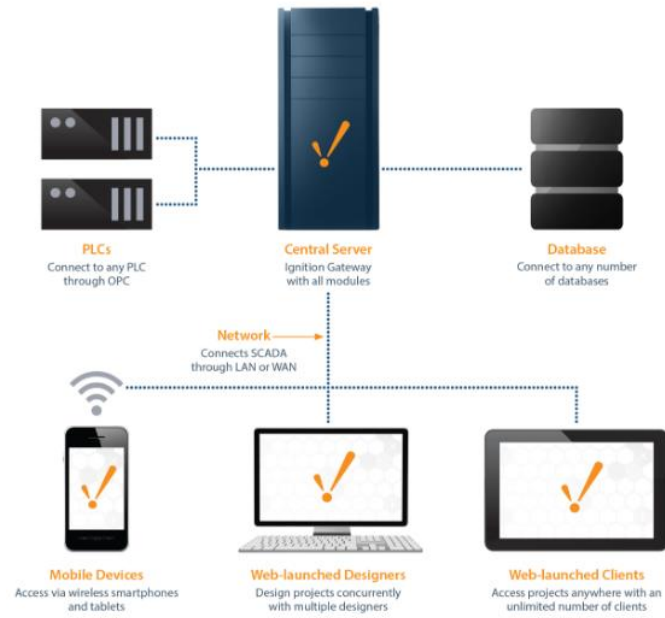 PLCs
Connect to any PLC
through OPC
Central Server
Ignition Gateway
with all modules
Database
Connect to any number
of databases
Network
Connects SCADA
through LAN or WAN
Mobile Devices
Access via wireless smartphones
and tablets
Web-launched Designers
Design projects concurrently
with multiple designers
Web-launched Clients
Access projects anywhere with an
unlimited number of clients